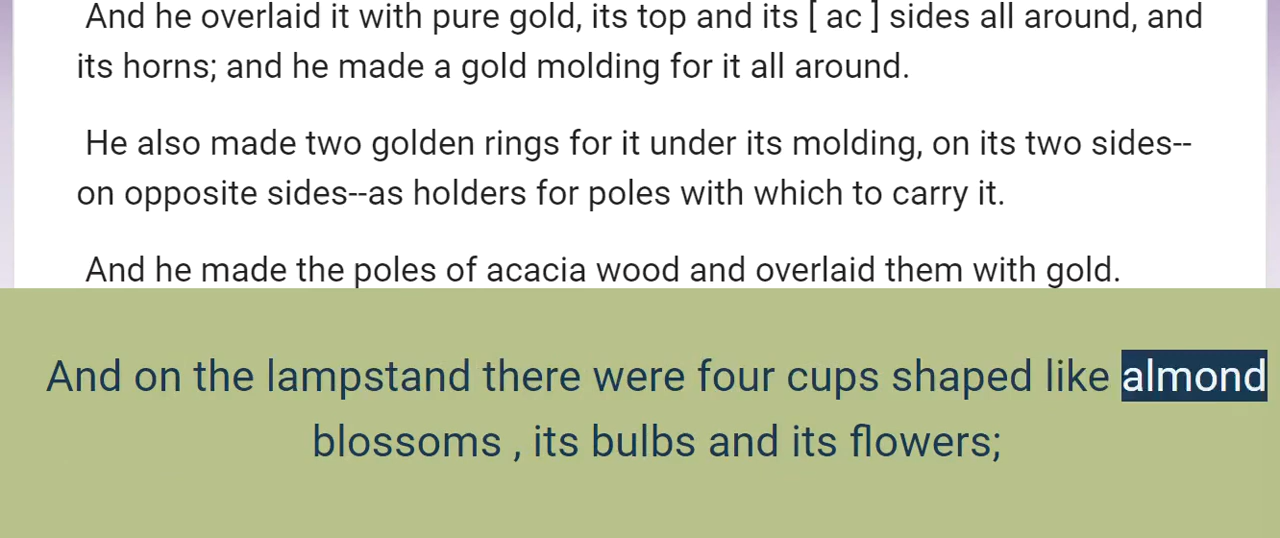 And he overlaid it with pure gold, its top and its [ ac ] sides all around, and
its horns; and he made a gold molding for it all around.
He also made two golden rings for it under its molding, on its two sides--
on opposite sides--as holders for poles with which to carry it.
And he made the poles of acacia wood and overlaid them with gold.
And on the lampstand there were four cups shaped like almond
blossoms , its bulbs and its flowers;